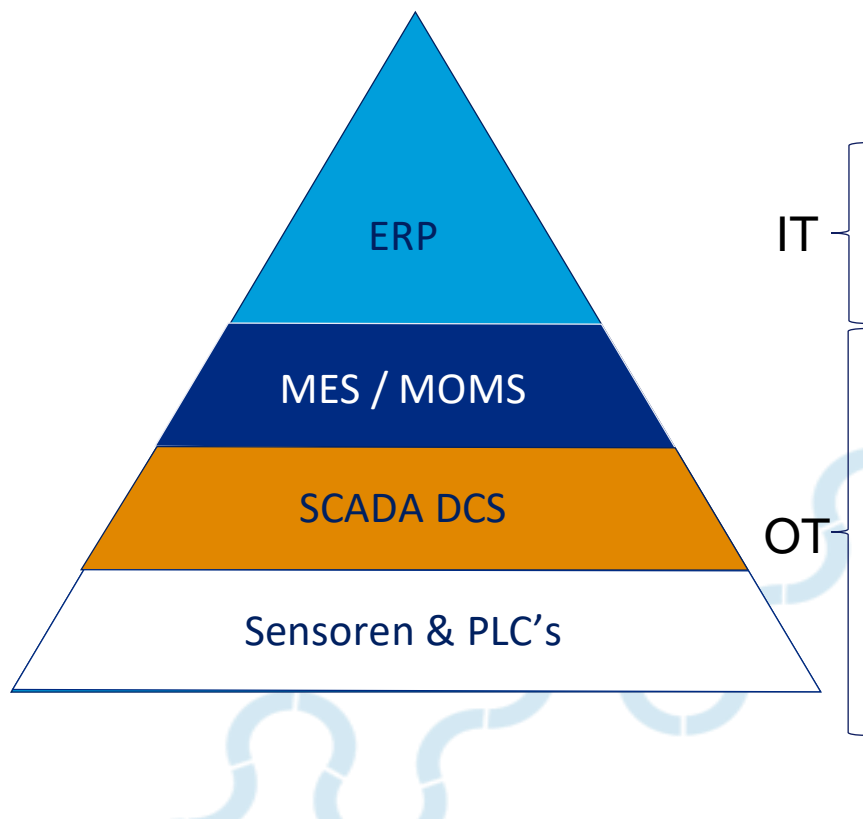 ERP
IT
MES / MOMS
SCADA DCS
OT
Sensoren & PLC’s